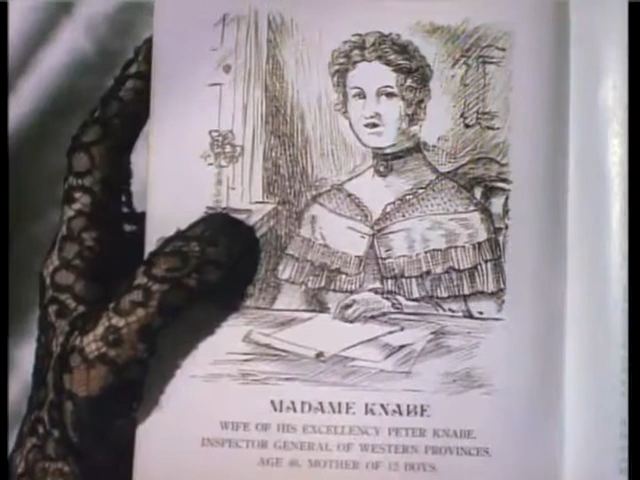 MADAME KNABE
WIFE OF HIS EXCELLENCY PETER KNABE,
INSPECTOR GENERAL OF WESTERN PROVINCES.
AGE 46, MOTHER OF 12 BOYS.